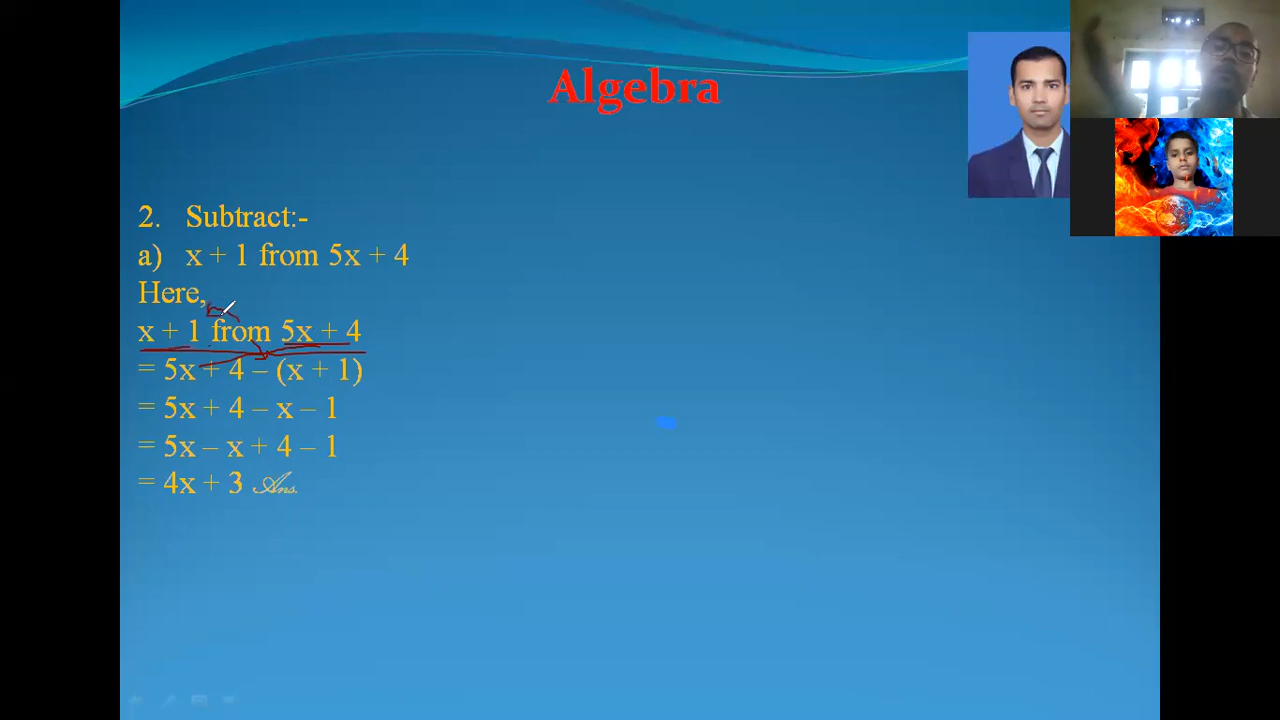 Algebra
2. Subtract:-
a) x + 1 from 5x + 4
Here,
x + 1 from 5x + 4
= 5x + 4 – (x + 1)
= 5x + 4 – x – 1
= 5x – x + 4 – 1
= 4x + 3 Ans.